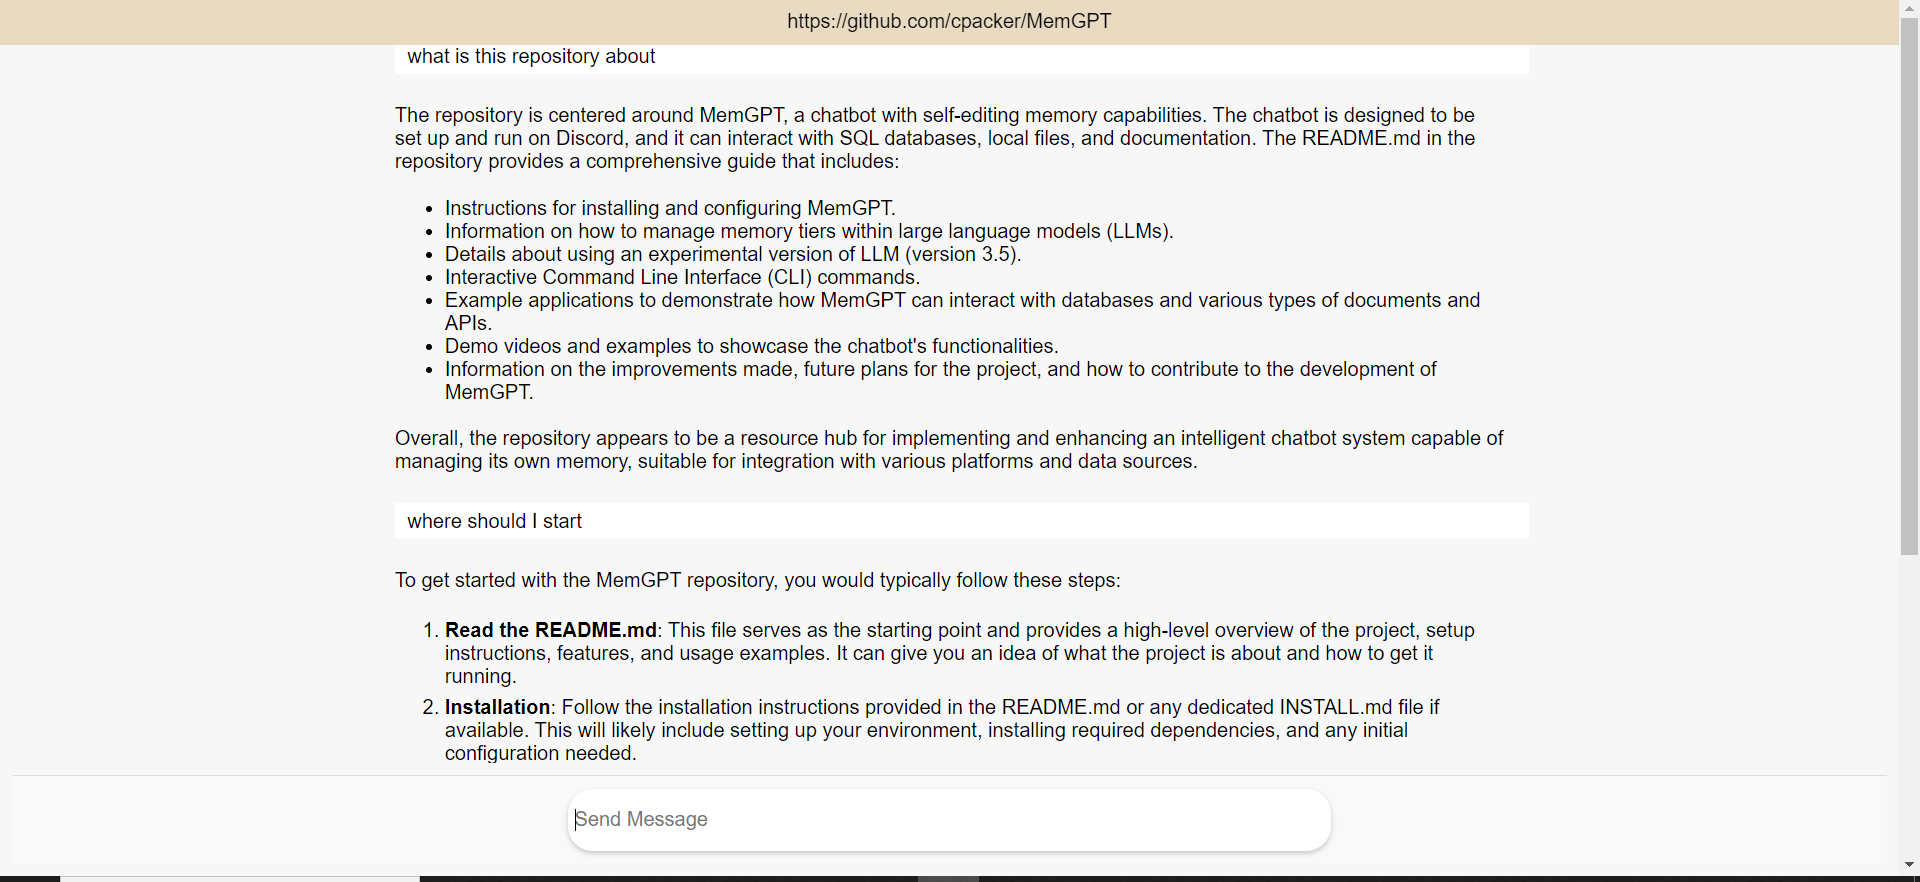 https://github.com/cpacker/MemGPT
what is this repository about
The repository is centered around MemGPT, a chatbot with self-editing memory capabilities. The chatbot is designed to be
set up and run on Discord, and it can interact with SQL databases, local files, and documentation. The README.md in the
repository provides a comprehensive guide that includes:
• Instructions for installing and configuring MemGPT.
• Information on how to manage memory tiers within large language models (LLMs).
• Details about using an experimental version of LLM (version 3.5).
• Interactive Command Line Interface (CLI) commands.
• Example applications to demonstrate how MemGPT can interact with databases and various types of documents and
APIs.
• Demo videos and examples to showcase the chatbot's functionalities.
• Information on the improvements made, future plans for the project, and how to contribute to the development of
MemGPT.
Overall, the repository appears to be a resource hub for implementing and enhancing an intelligent chatbot system capable of
managing its own memory, suitable for integration with various platforms and data sources.
where should I start
To get started with the MemGPT repository, you would typically follow these steps:
1. Read the README.md: This file serves as the starting point and provides a high-level overview of the project, setup
instructions, features, and usage examples. It can give you an idea of what the project is about and how to get it
running.
2. Installation: Follow the installation instructions provided in the README.md or any dedicated INSTALL.md file if
available. This will likely include setting up your environment, installing required dependencies, and any initial
configuration needed.
Send Message